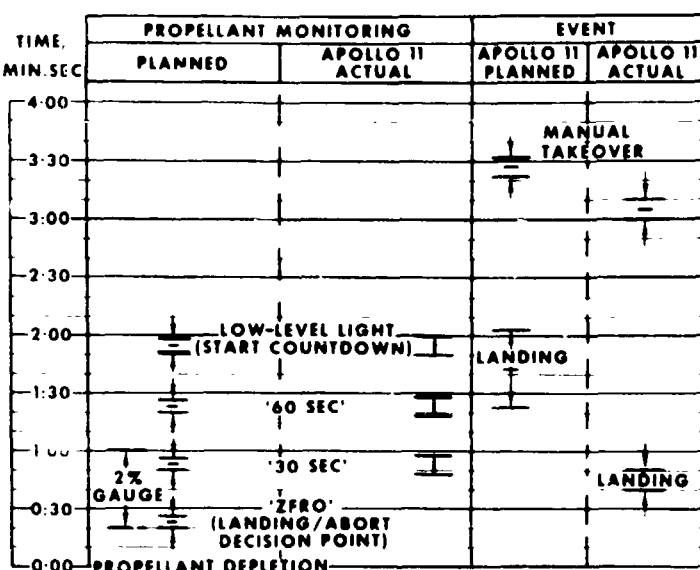 TIME, MIN.SEC
PROPELLANT MONITORING
EVENT
PLANNED
APOLLO 11 ACTUAL
APOLLO 11 PLANNED
APOLLO 11 ACTUAL
4:00
MANUAL TAKEOVER
3:30
3:00
2:30
2:00
LOW-LEVEL LIGHT
(START COUNTDOWN)
LANDING
1:30
'60 SEC'
1:00
'30 SEC'
2%
GAUGE
LANDING
0:30
'ZERO'
(LANDING/ABORT
DECISION POINT)
0:00
PROPELLANT DEPLETION